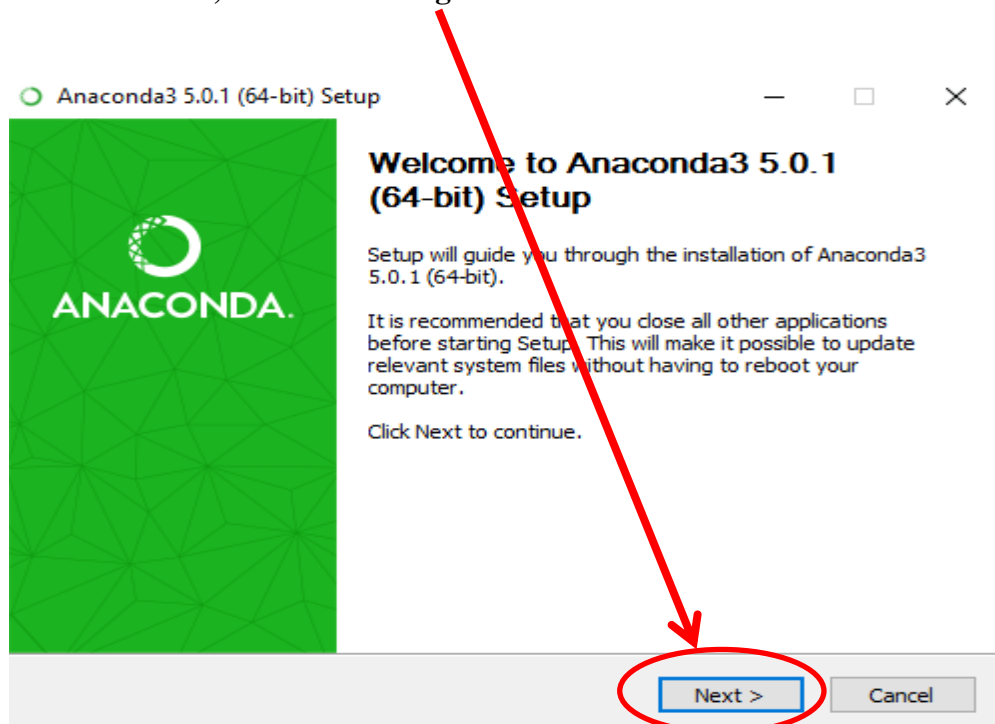 Anaconda3 5.0.1 (64-bit) Setup
Welcome to Anaconda3 5.0.1
(64-bit) Setup
Setup will guide you through the installation of Anaconda3
5.0.1 (64-bit).
It is recommended that you close all other applications
before starting Setup. This will make it possible to update
relevant system files without having to reboot your
computer.
Click Next to continue.
ANACONDA.
Next >
Cancel